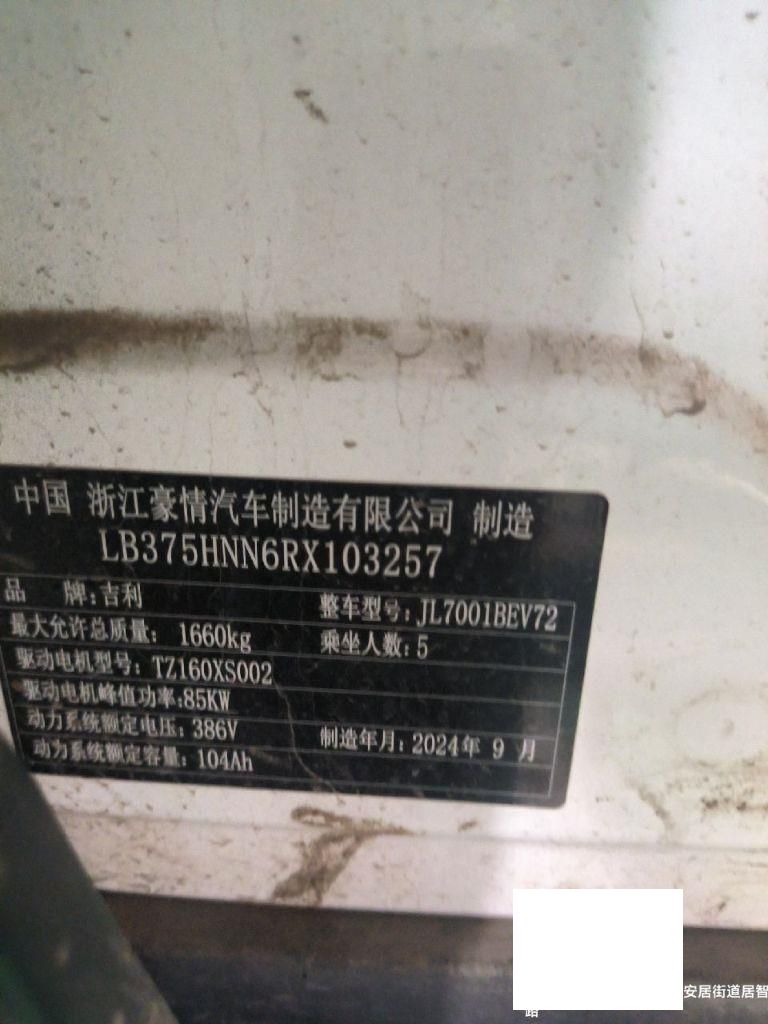 中国 浙江豪情汽车制造有限公司 制造
LB375HNN6RX103257
品 牌:吉利 整车型号:JL7001BEV72
最大允许总质量: 1660kg 乘坐人数:5
驱动电机型号: TZ160XS002
驱动电机峰值功率:85KW
动力系统额定电压: 386V 制造年月:2024年 9 月
动力系统额定容量: 104Ah
安居街道居智
路